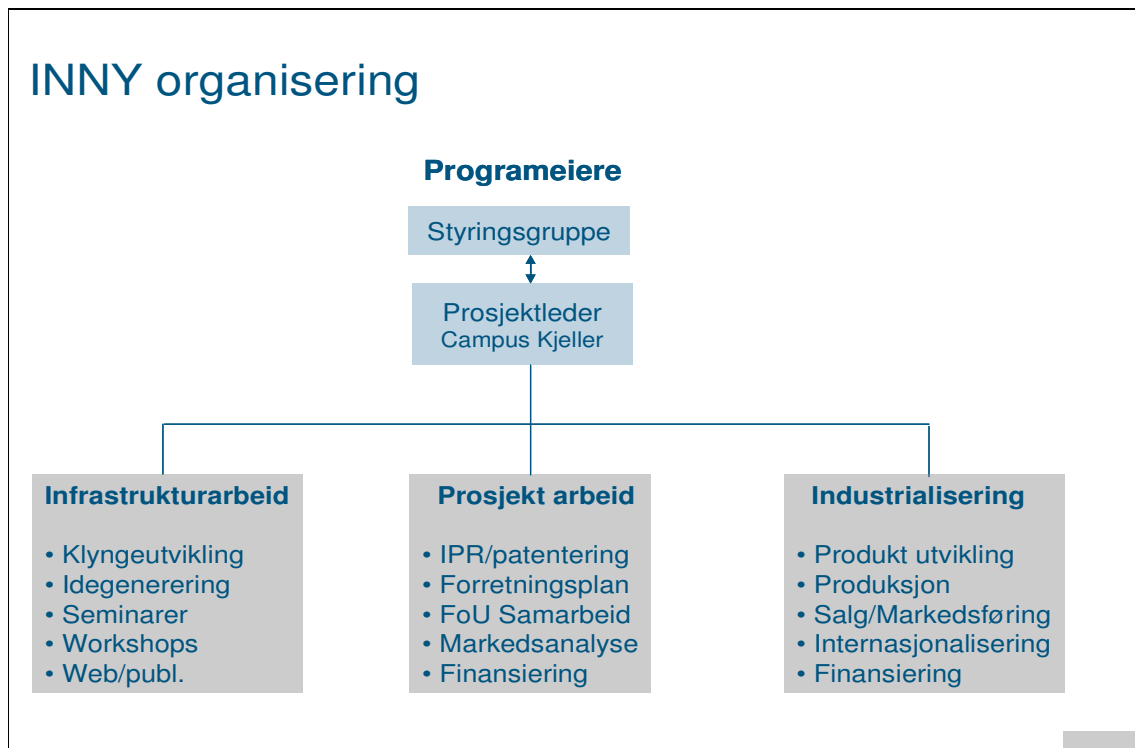 INNY organisering
Programeiere
Styringsgruppe
Prosjektleder
Campus Kjeller
Infrastrukturarbeid
• Klyngeutvikling
• Idegenerering
• Seminarer
• Workshops
• Web/publ.
Prosjekt arbeid
• IPR/patentering
• Forretningsplan
• FoU Samarbeid
• Markedsanalyse
• Finansiering
Industrialisering
• Produkt utvikling
• Produksjon
• Salg/Markedsføring
• Internasjonalisering
• Finansiering